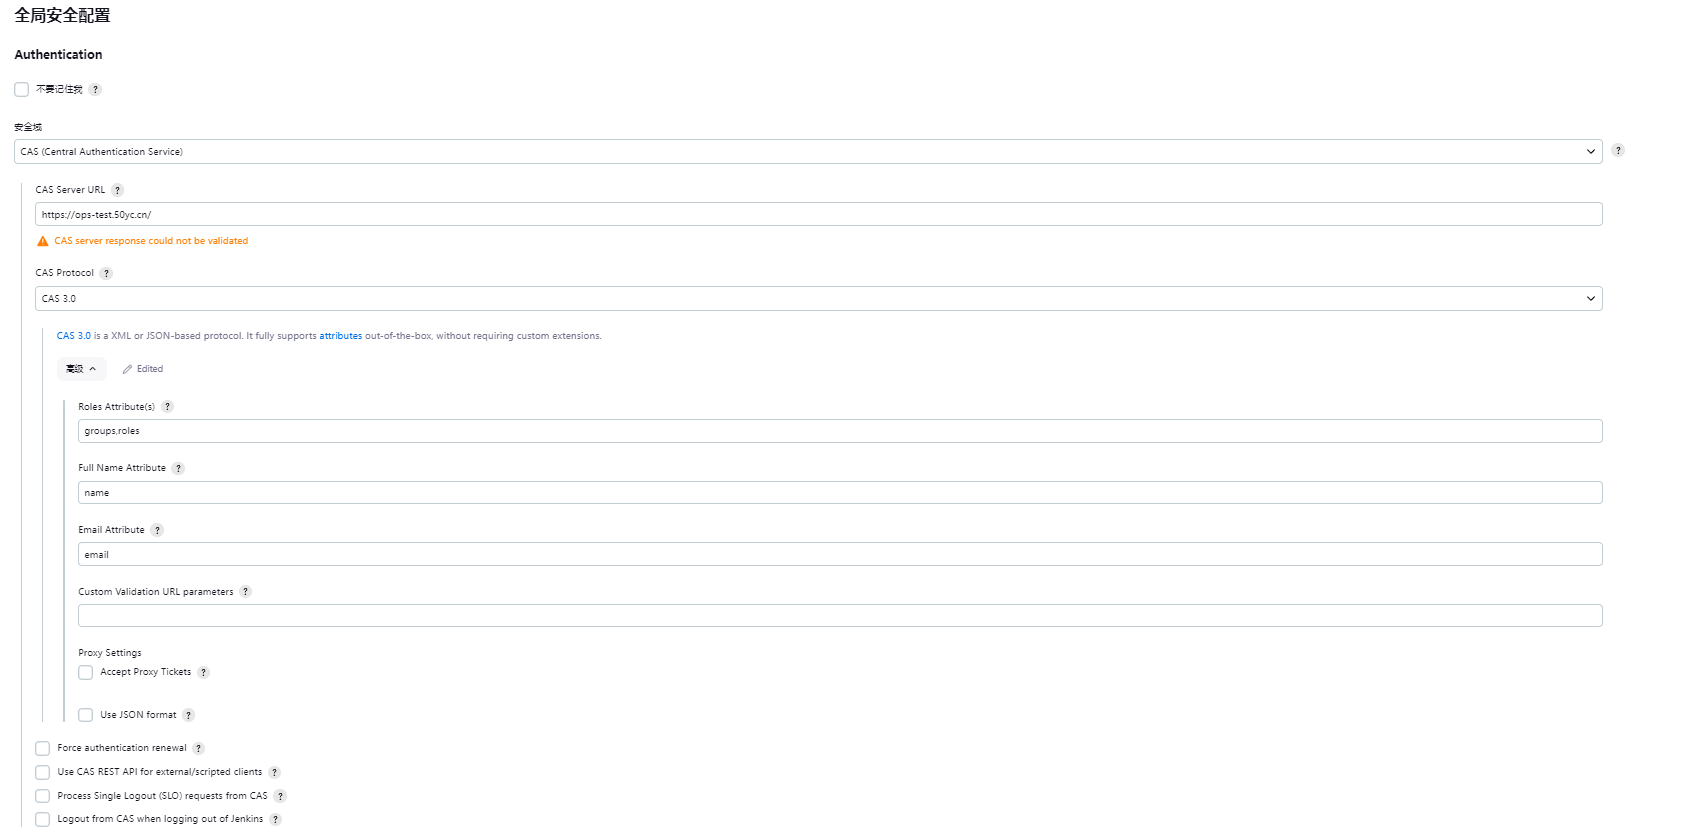 全局安全配置
Authentication
不要记住我 ?
安全域
CAS (Central Authentication Service) ?
CAS Server URL ?
https://ops-test.50yc.cn/
CAS server response could not be validated
CAS Protocol ?
CAS 3.0
CAS 3.0 is a XML or JSON-based protocol. It fully supports attributes out-of-the-box, without requiring custom extensions.
高级 Edited
Roles Attribute(s) ?
groups,roles
Full Name Attribute ?
name
Email Attribute ?
email
Custom Validation URL parameters ?
Proxy Settings
Accept Proxy Tickets ?
Use JSON format ?
Force authentication renewal ?
Use CAS REST API for external/scripted clients ?
Process Single Logout (SLO) requests from CAS ?
Logout from CAS when logging out of Jenkins ?